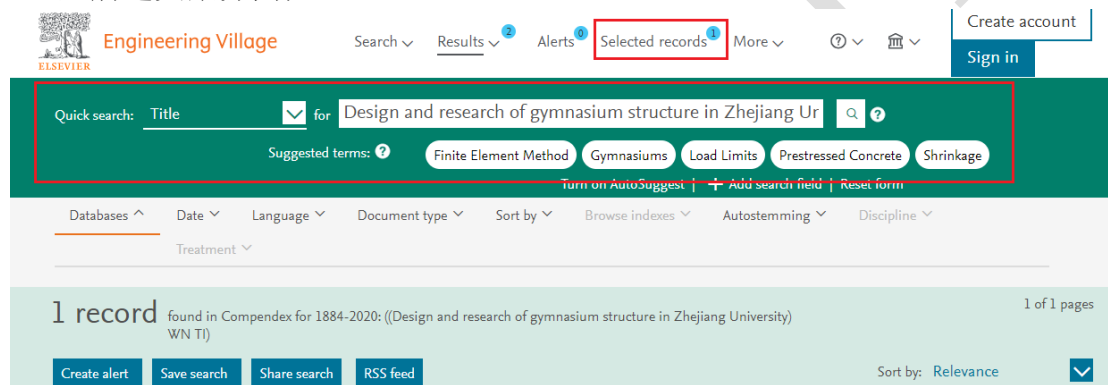 Engineering Village
ELSEVIER
Search Results 2 Alerts 0 Selected records 1 More ?
Create account
Sign in
Quick search: Title for Design and research of gymnasium structure in Zhejiang Ur ?
Suggested terms: ? Finite Element Method Gymnasiums Load Limits Prestressed Concrete Shrinkage
Turn on AutoSuggest | + Add search field | Reset form
Databases Date Language Document type Sort by Browse indexes Autostemming Discipline
Treatment
1 record found in Compendex for 1884-2020: ((Design and research of gymnasium structure in Zhejiang University)
WN TI)
1 of 1 pages
Create alert Save search Share search RSS feed Sort by: Relevance